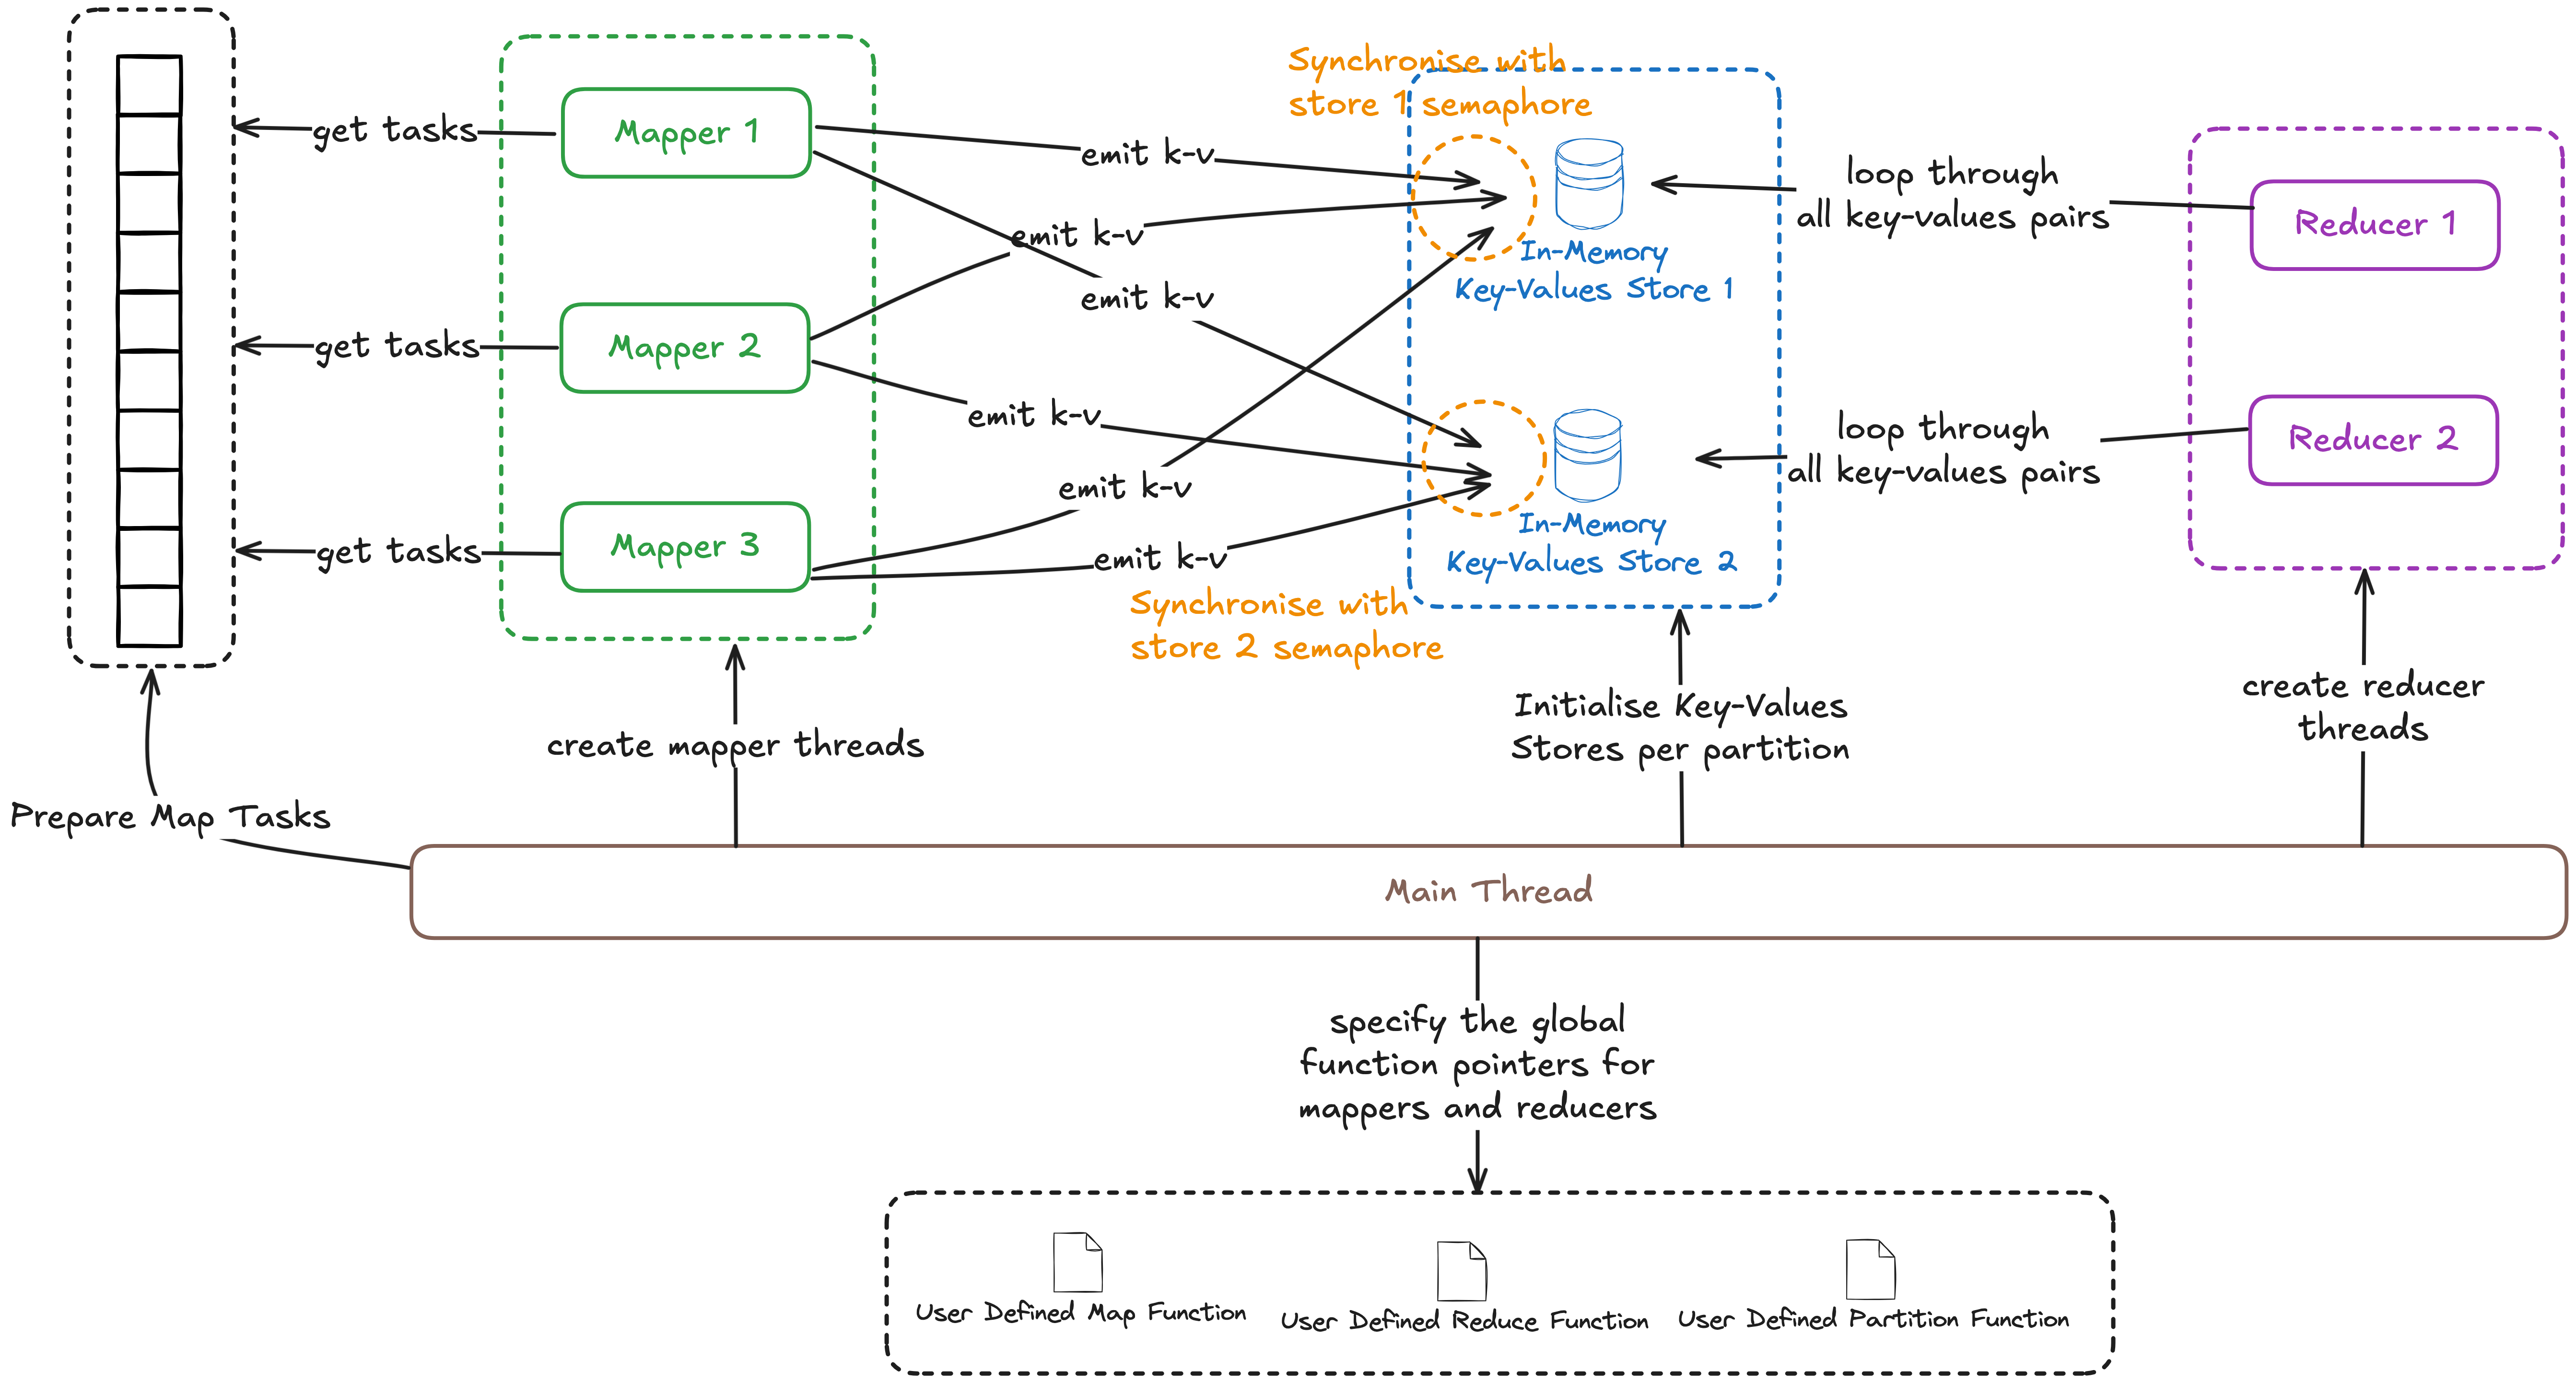 Synchronise with
store 1 semaphore
get tasks
Mapper 1
emit k-v
emit k-v
emit k-v
In-Memory
Key-Values Store 1
loop through
all key-values pairs
Reducer 1
get tasks
Mapper 2
emit k-v
emit k-v
emit k-v
In-Memory
Key-Values Store 2
loop through
all key-values pairs
Reducer 2
get tasks
Mapper 3
Synchronise with
store 2 semaphore
Prepare Map Tasks
create mapper threads
Initialise Key-Values
Stores per partition
create reducer
threads
Main Thread
specify the global
function pointers for
mappers and reducers
User Defined Map Function
User Defined Reduce Function
User Defined Partition Function